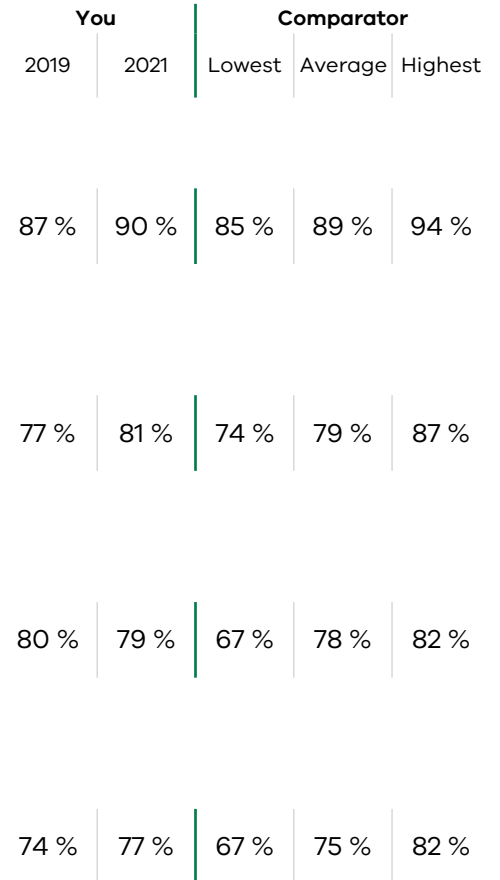 You Comparator
2019 2021 Lowest Average Highest
87 % 90 % 85 % 89 % 94 %
77 % 81 % 74 % 79 % 87 %
80 % 79 % 67 % 78 % 82 %
74 % 77 % 67 % 75 % 82 %